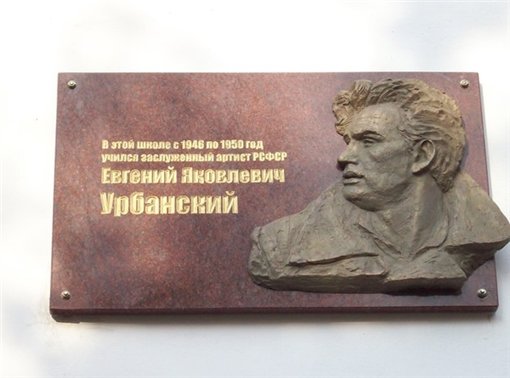 В этой школе с 1946 по 1950 год
учился заслуженный артист РСФСР
Евгений Яковлевич
Урбанский